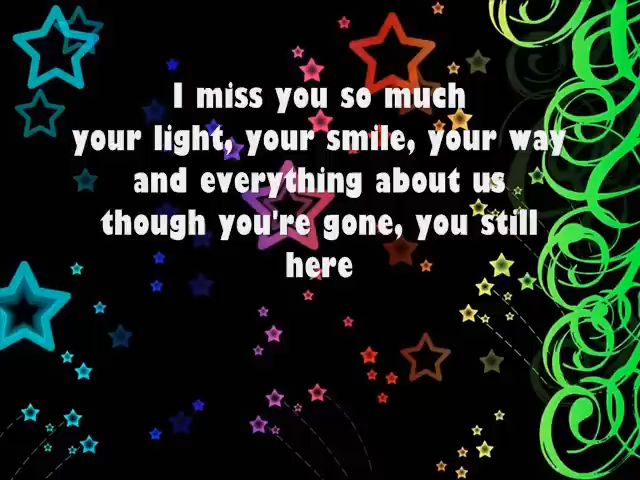 I miss you so much
your light, your smile, your way
and everything about us
though you're gone, you still
here